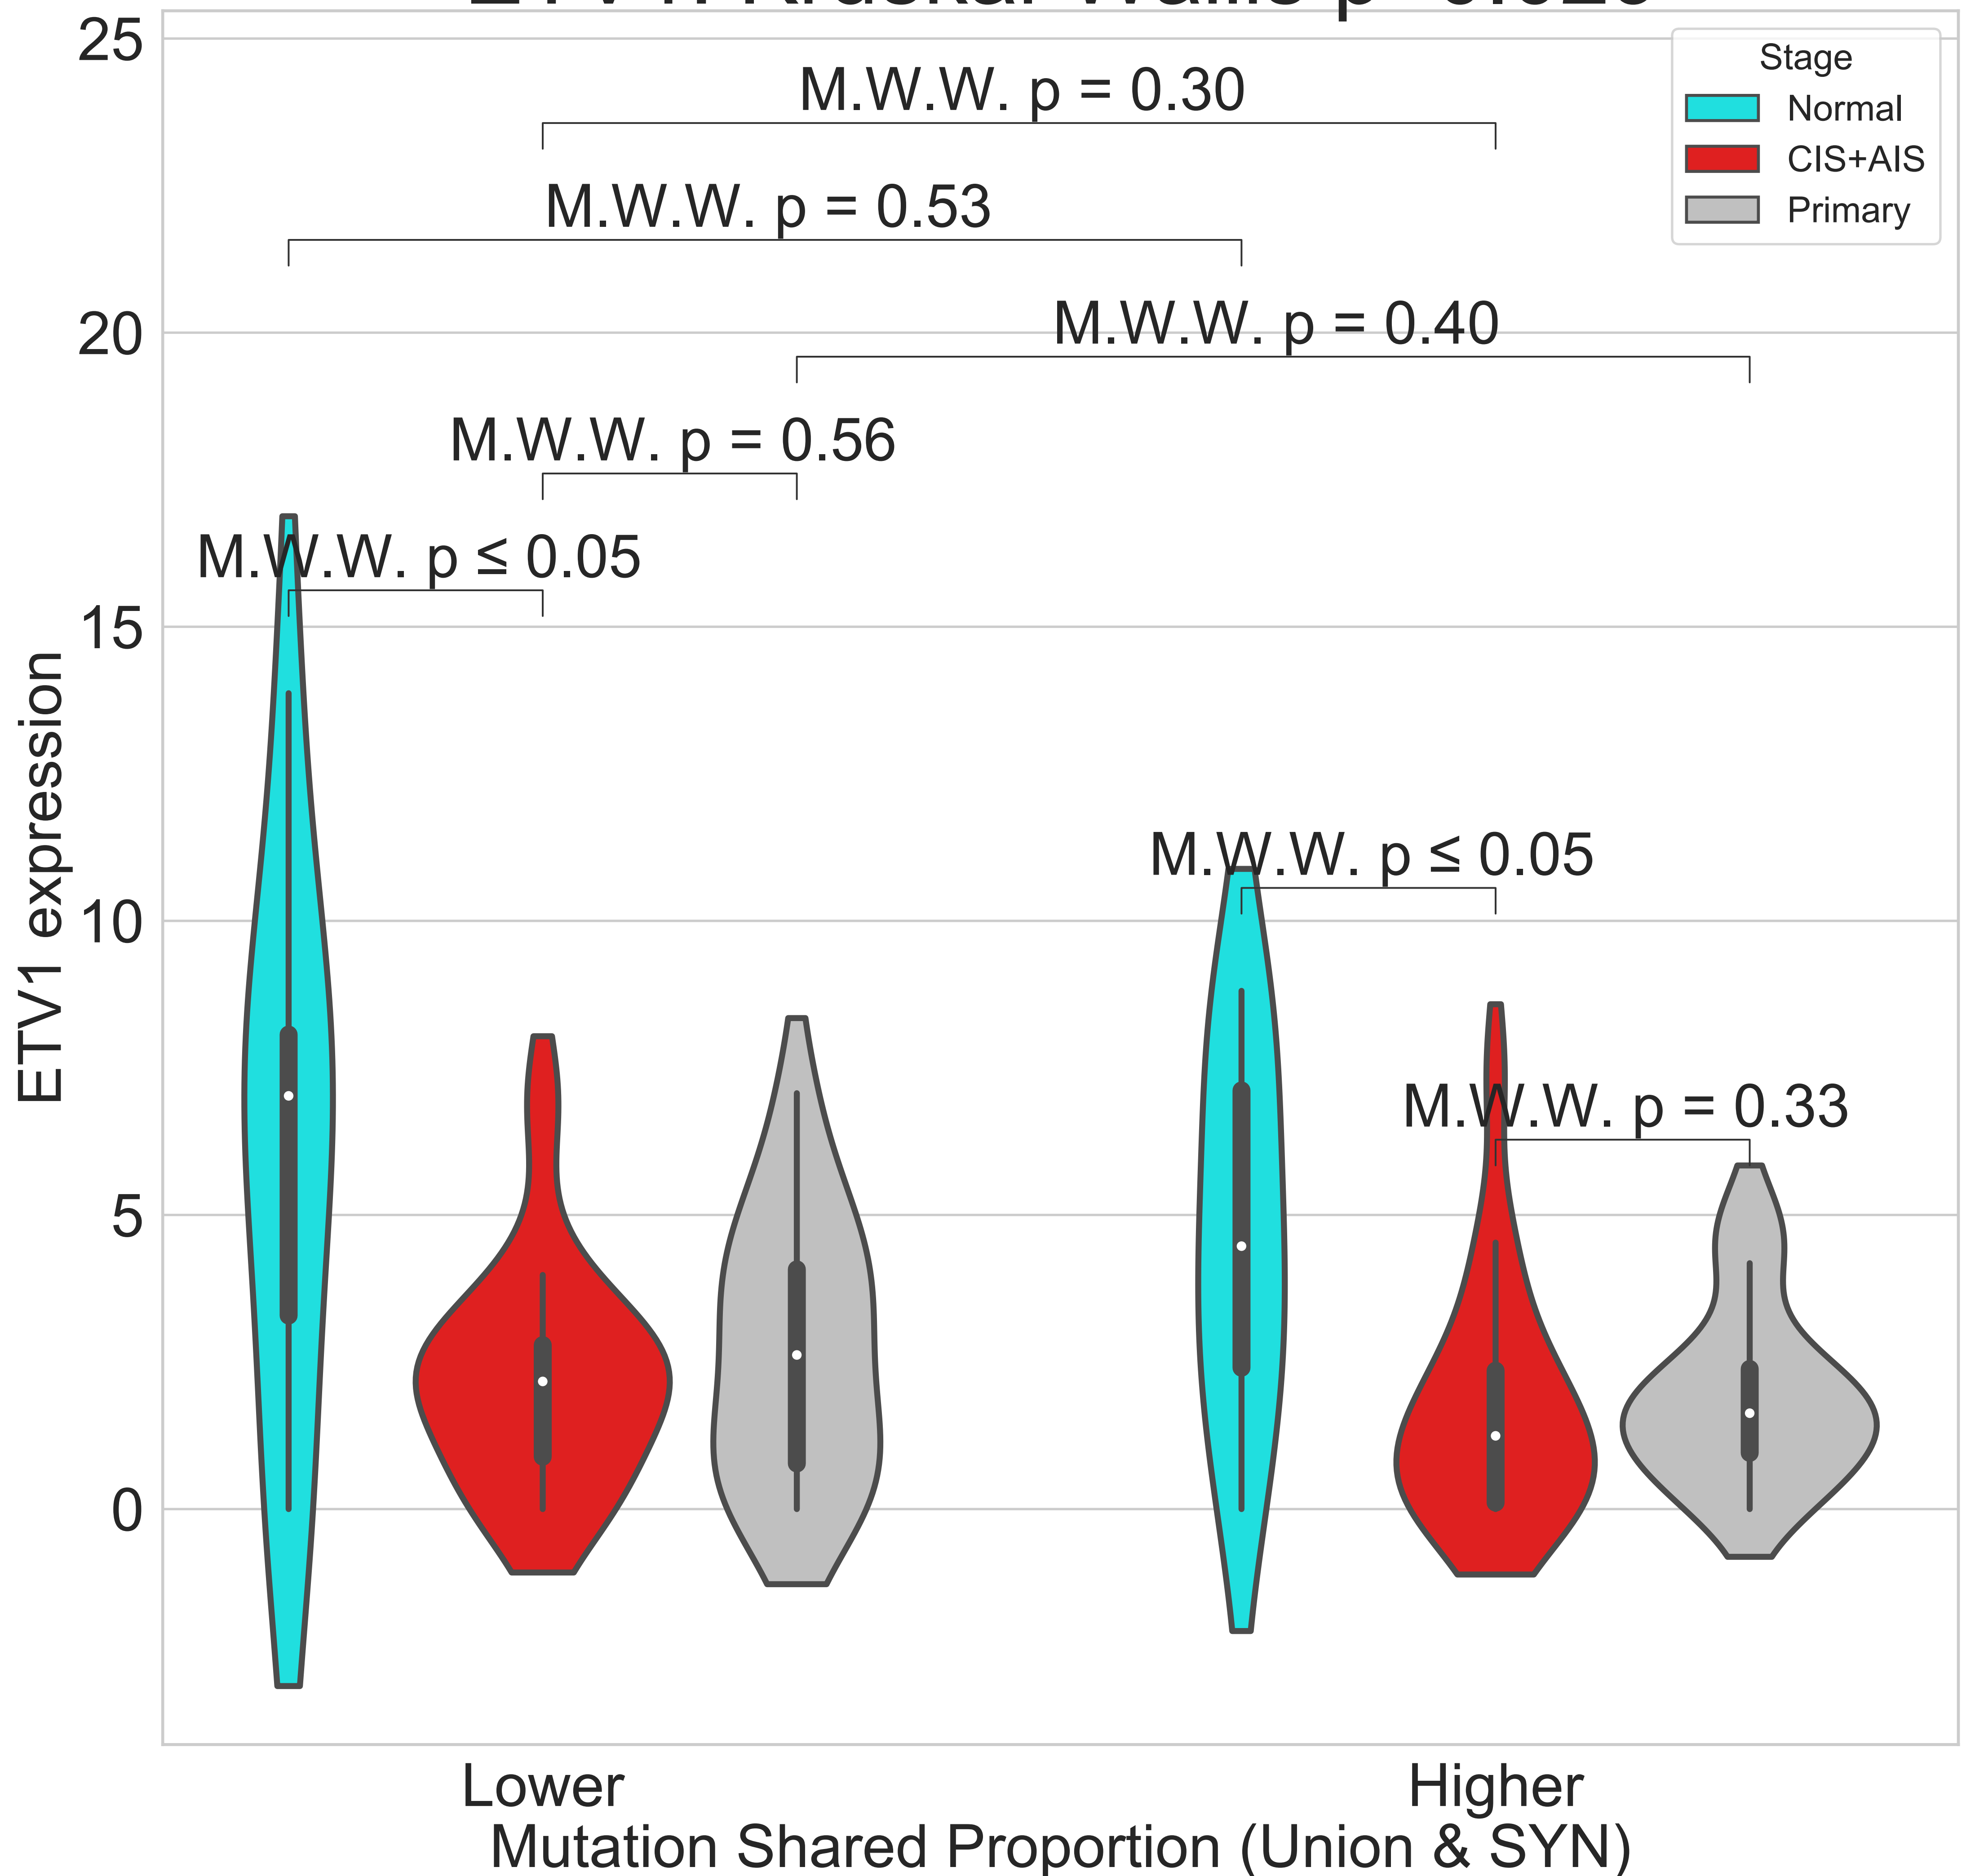 25
M.W.W. p = 0.30
Stage
Normal
CIS+AIS
Primary
M.W.W. p = 0.53
20
M.W.W. p = 0.40
M.W.W. p = 0.56
M.W.W. p ≤ 0.05
15
ETV1 expression
10
M.W.W. p ≤ 0.05
M.W.W. p = 0.33
5
0
Lower
Higher
Mutation Shared Proportion (Union & SYN)